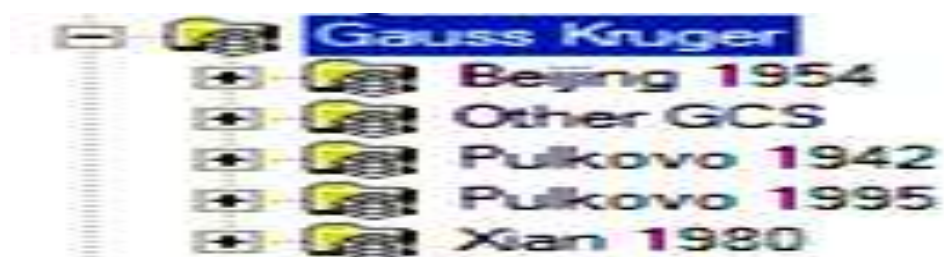 Gauss Kruger
Beijing 1954
Other GCS
Pulkovo 1942
Pulkovo 1995
Xian 1980